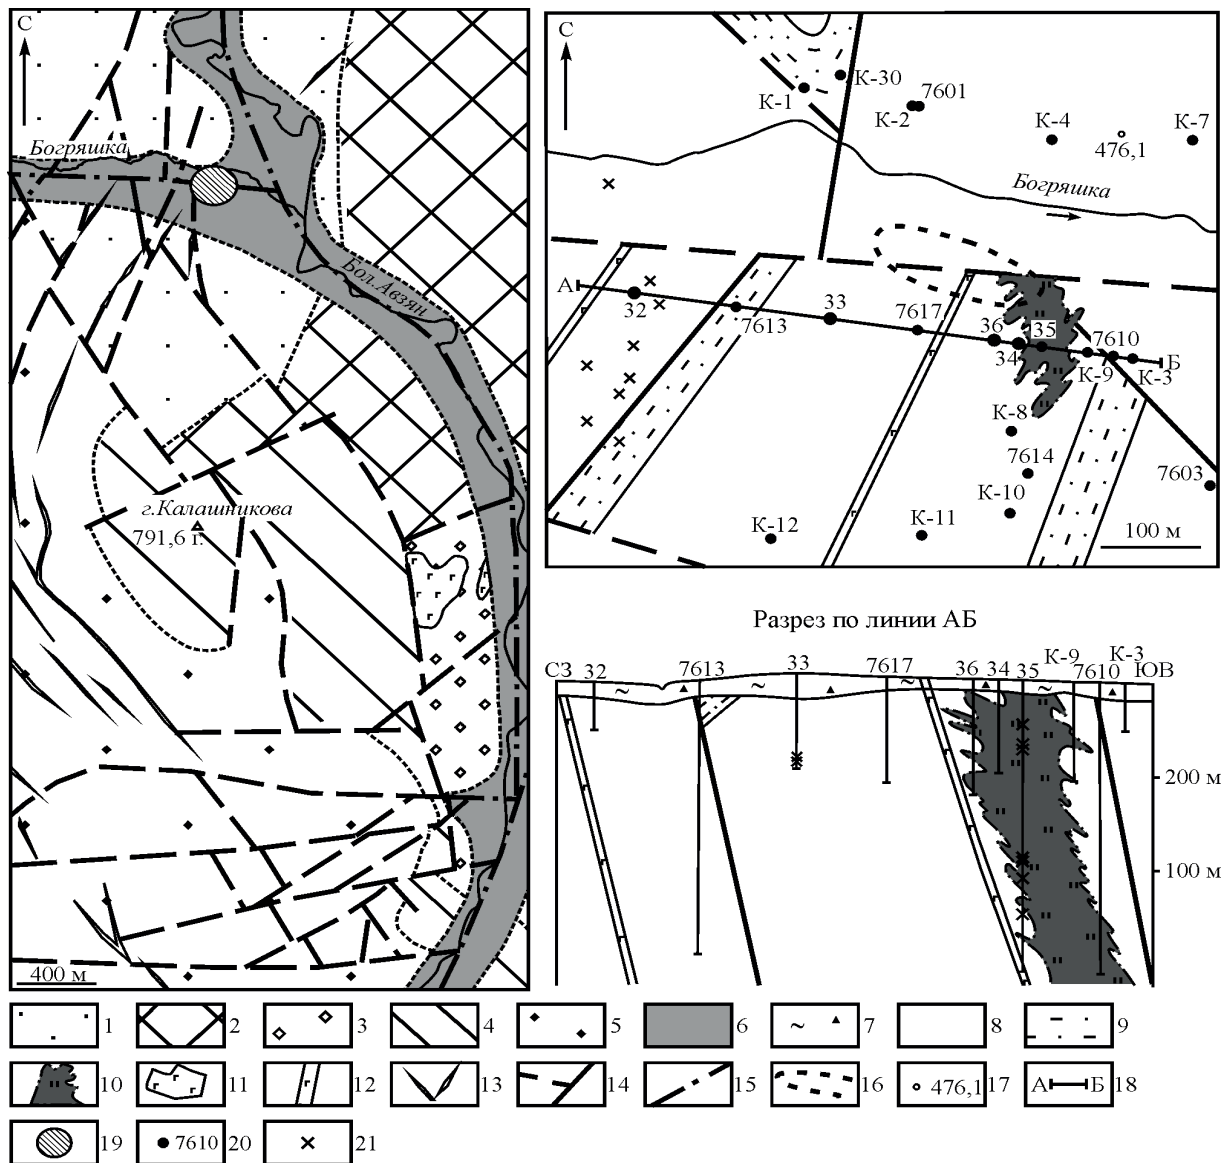 С
Богряшка
Бол.Авзян
г.Калашникова
791,6 г.
400 м
С
К-30
К-1
К-2
7601
К-4
476,1
К-7
Богряшка
А
32
7613
33
7617
36
34
35
7610
К-9
К-3
Б
К-8
7614
К-10
7603
К-12
К-11
100 м
Разрез по линии АБ
СЗ 32 7613 33 7617 36 34 35 К-9 7610 К-3 ЮВ
200 м
100 м
1 2 3 4 5 6 7 8 9
10 11 12 13 14 15 16 476,1 17 А Б 18
19 7610 20 21